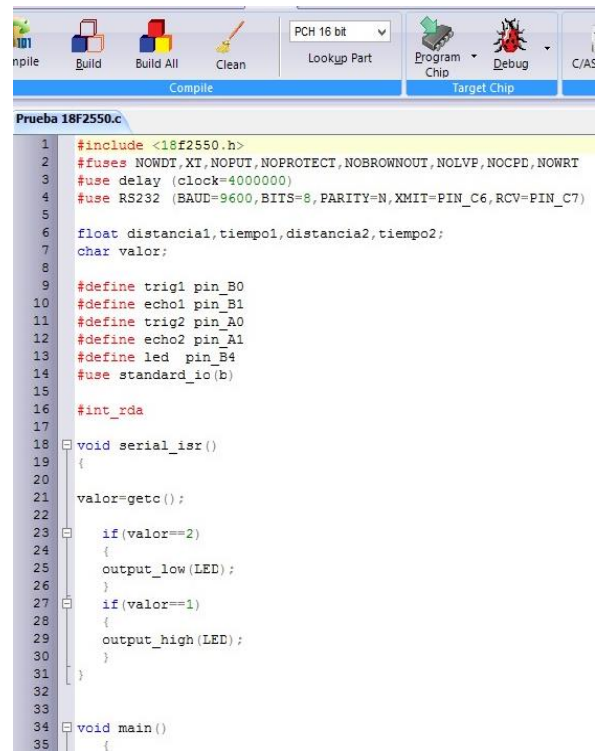 PCH 16 bit
Build
Build All
Clean
Lookup Part
Program Chip
Debug
Compile
Target Chip
Prueba 18F2550.c
1 #include <18f2550.h>
2 #fuses NOWDT,XT,NOPUT,NOPROTECT,NOBROWNOUT,NOLVP,NOCPD,NOWRT
3 #use delay (clock=4000000)
4 #use RS232 (BAUD=9600,BITS=8,PARITY=N,XMIT=PIN_C6,RCV=PIN_C7)
5
6 float distancia1,tiempo1,distancia2,tiempo2;
7 char valor;
8
9 #define trig1 pin_B0
10 #define echo1 pin_B1
11 #define trig2 pin_A0
12 #define echo2 pin_A1
13 #define led  pin_B4
14 #use standard_io(b)
15
16 #int_rda
17
18 void serial_isr()
19 {
20
21 valor=getc();
22
23 if(valor==2)
24 {
25 output_low(LED);
26 }
27 if(valor==1)
28 {
29 output_high(LED);
30 }
31 }
32
33
34 void main()
35 {